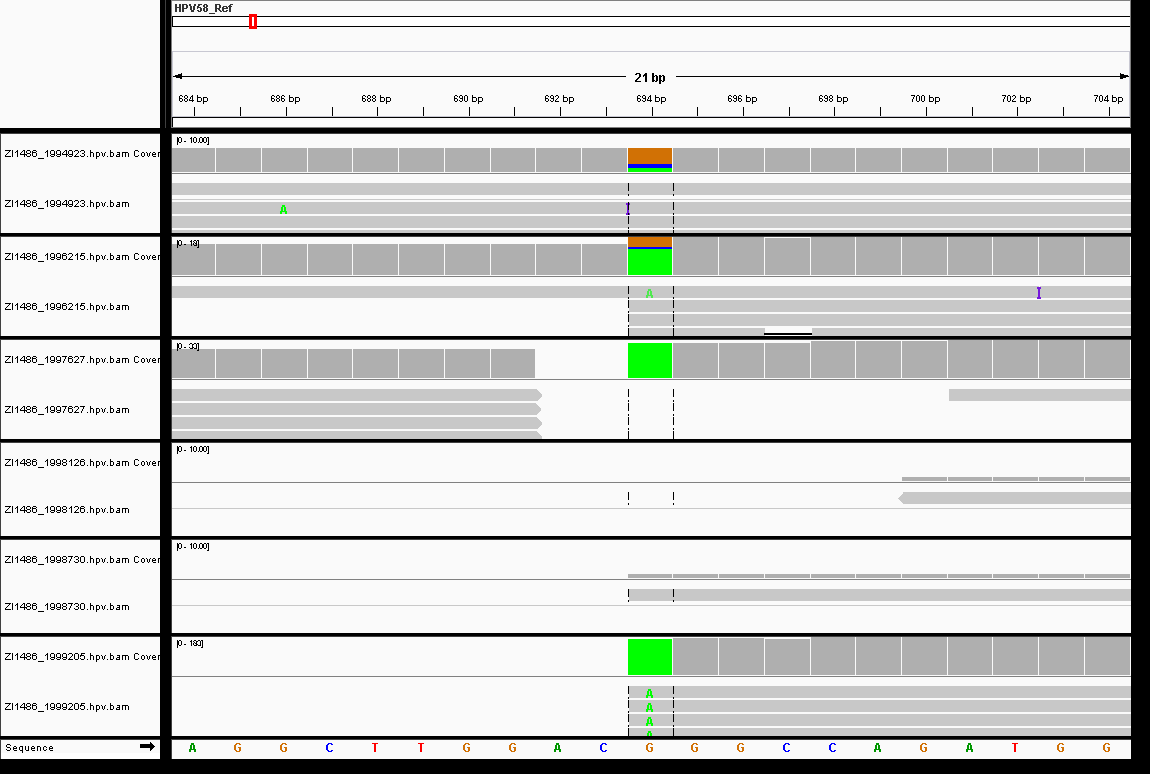 HPV58_Ref
21 bp
684 bp 686 bp 688 bp 690 bp 692 bp 694 bp 696 bp 698 bp 700 bp 702 bp 704 bp
[0 - 10.00]
ZI1486_1994923.hpv.bam Cover
ZI1486_1994923.hpv.bam
A
I
[0 - 18]
ZI1486_1996215.hpv.bam Cover
A
I
ZI1486_1996215.hpv.bam
[0 - 33]
ZI1486_1997627.hpv.bam Cover
ZI1486_1997627.hpv.bam
[0 - 10.00]
ZI1486_1998126.hpv.bam Cover
ZI1486_1998126.hpv.bam
[0 - 10.00]
ZI1486_1998730.hpv.bam Cover
ZI1486_1998730.hpv.bam
ZI1486_1999205.hpv.bam Cover
A
A
ZI1486_1999205.hpv.bam
A
A
Sequence A G G C T T G G A C G G G C C A G A T G G